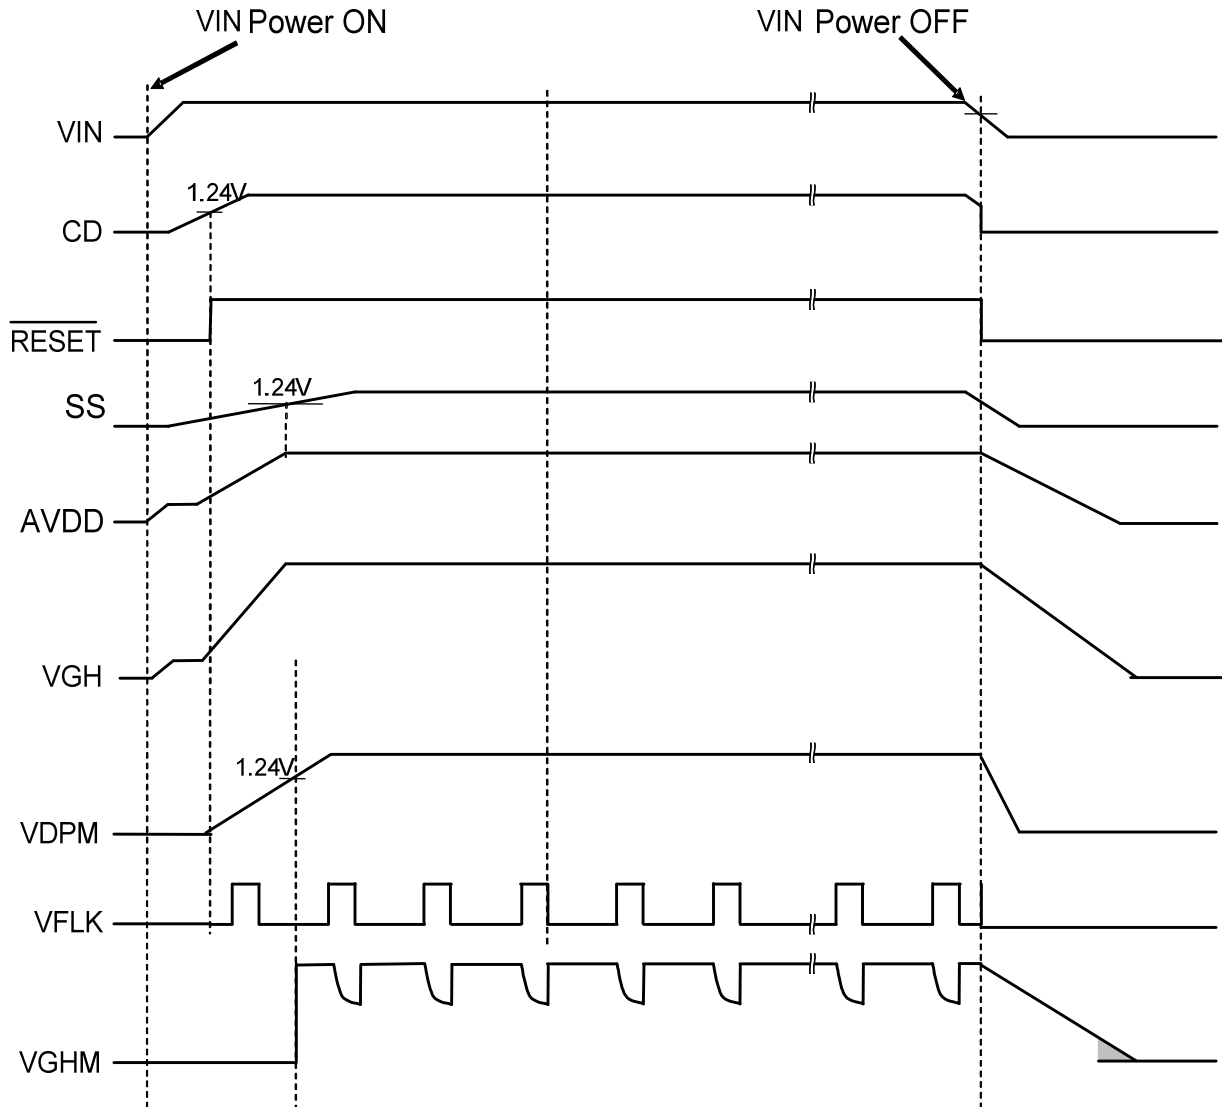 VIN Power ON
VIN Power OFF
VIN
1.24V
CD
RESET
1.24V
SS
AVDD
VGH
1.24V
VDPM
VFLK
VGHM